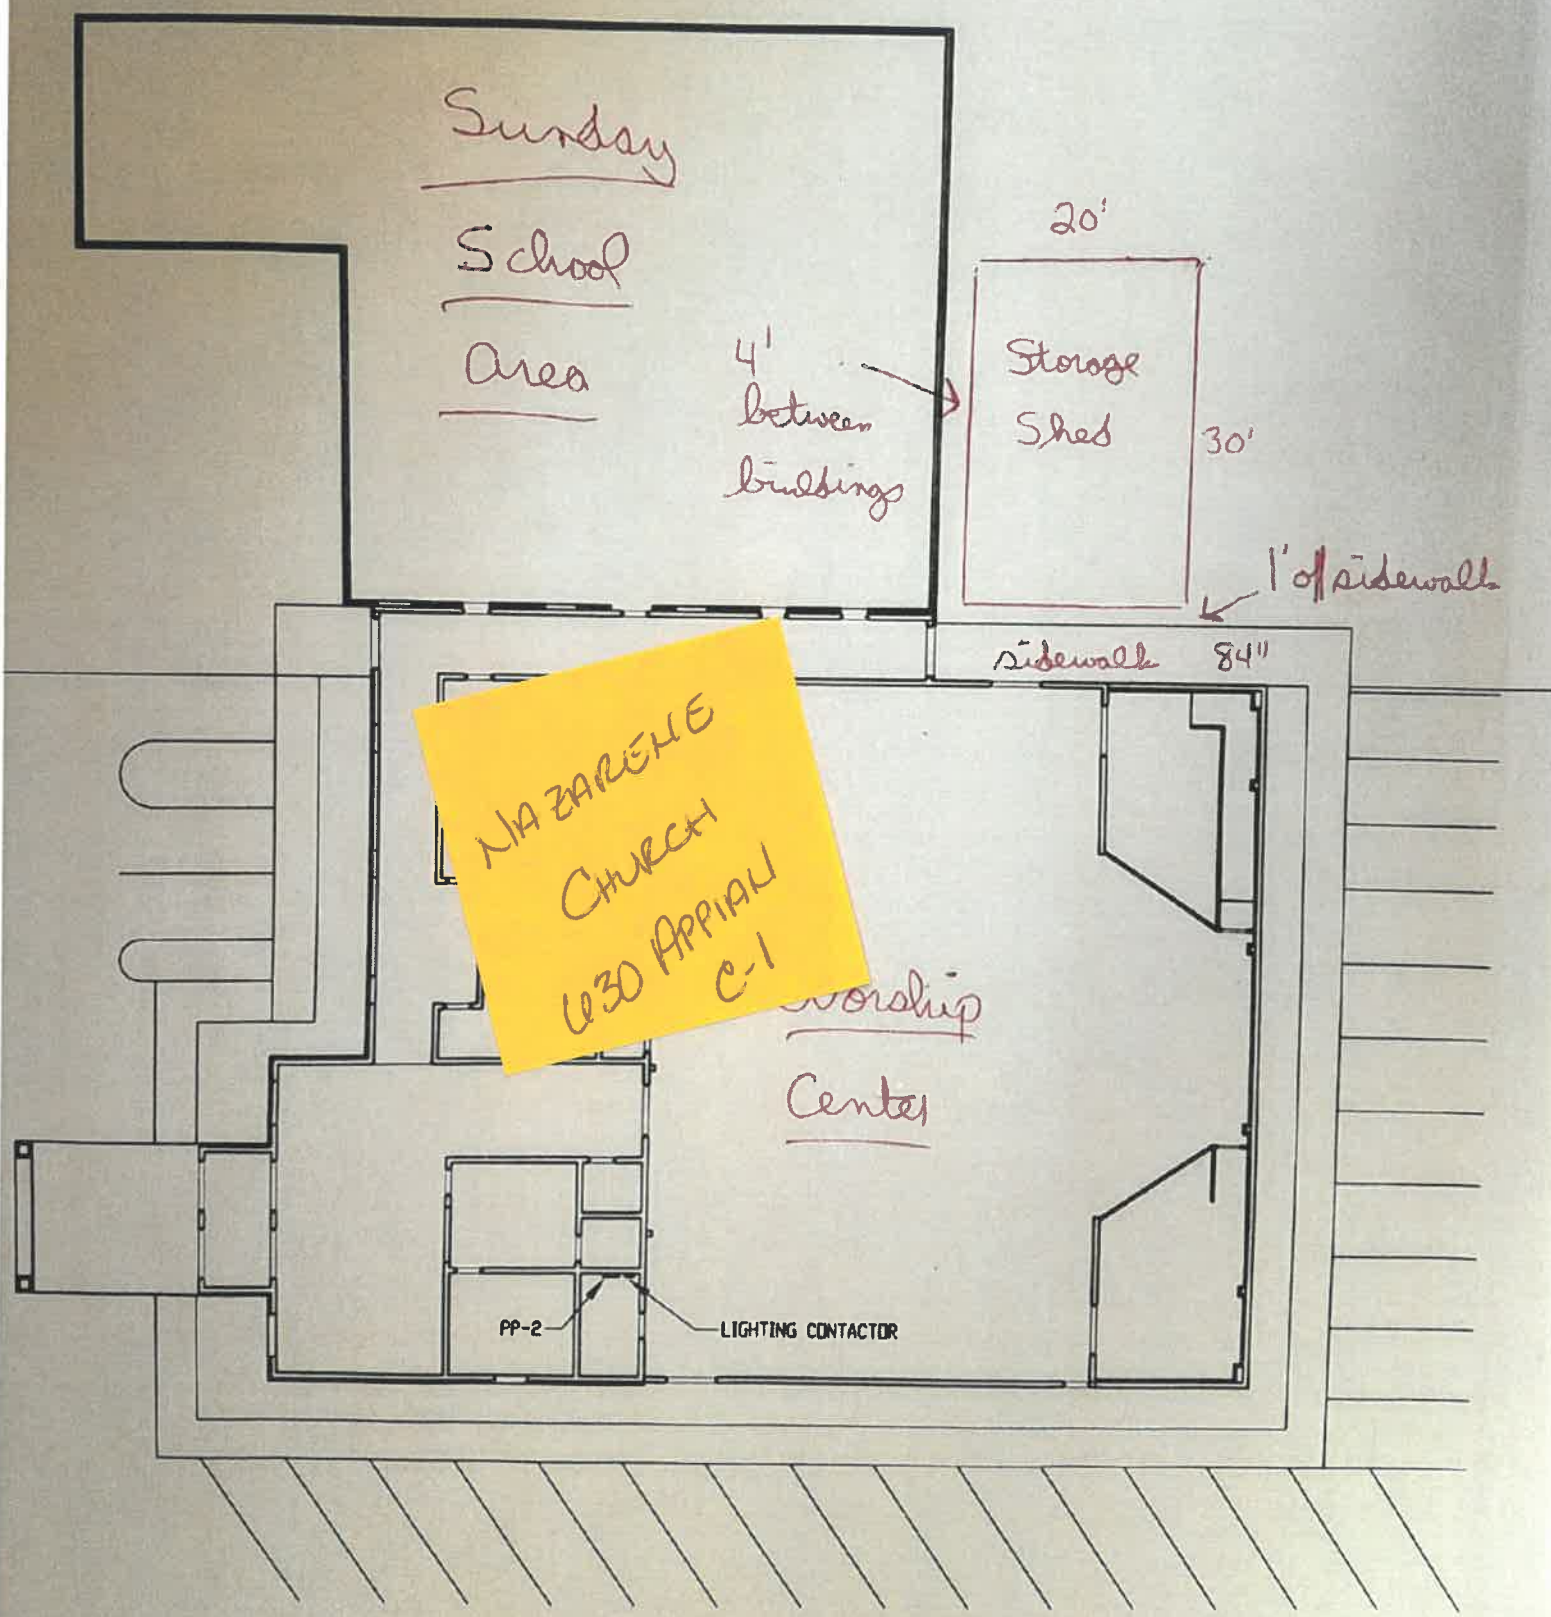 Sunday
School
Area
20'
Storage
Shed
30'
4'
between
buildings
1' off sidewalk
sidewalk 84"
NAZARENE
CHURCH
630 APPIAN
C-1
Worship
Center
PP-2
LIGHTING CONTACTOR